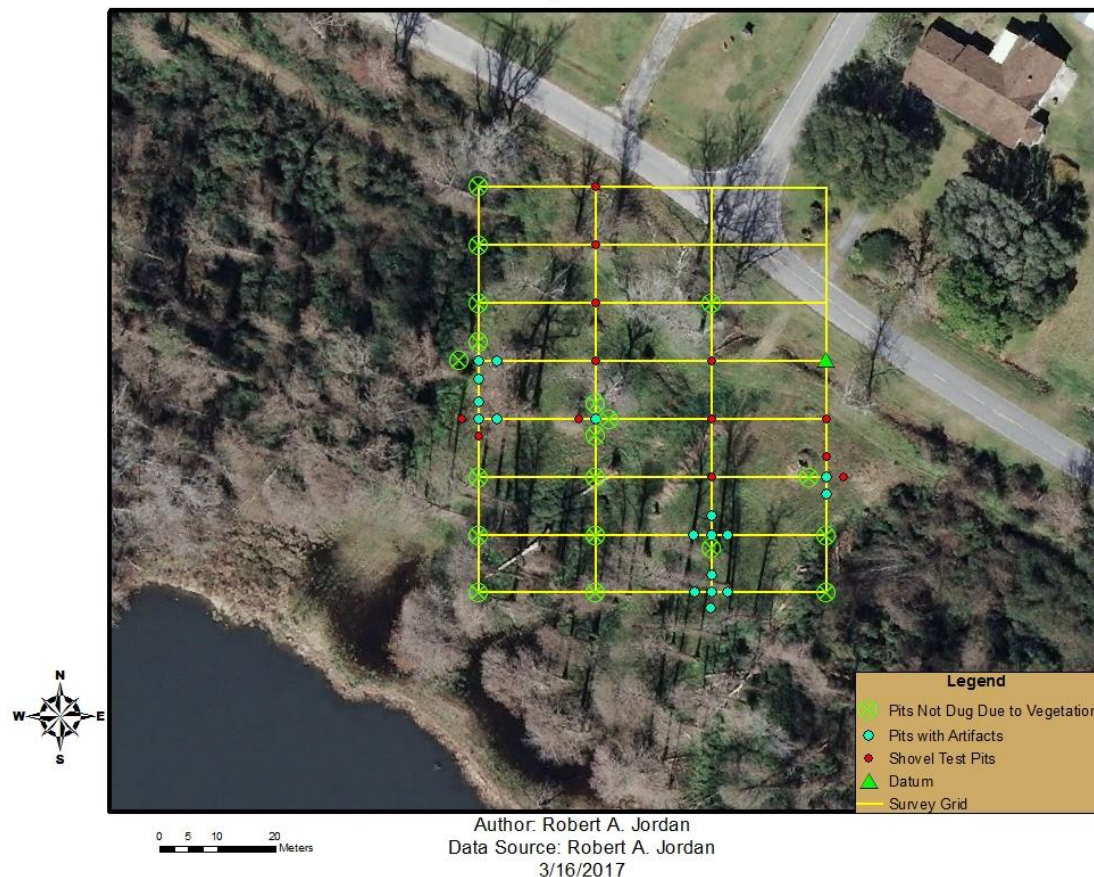 N
W E
S
Legend
Pits Not Dug Due to Vegetation
Pits with Artifacts
Shovel Test Pits
Datum
Survey Grid
0 5 10 20
Meters
Author: Robert A. Jordan
Data Source: Robert A. Jordan
3/16/2017